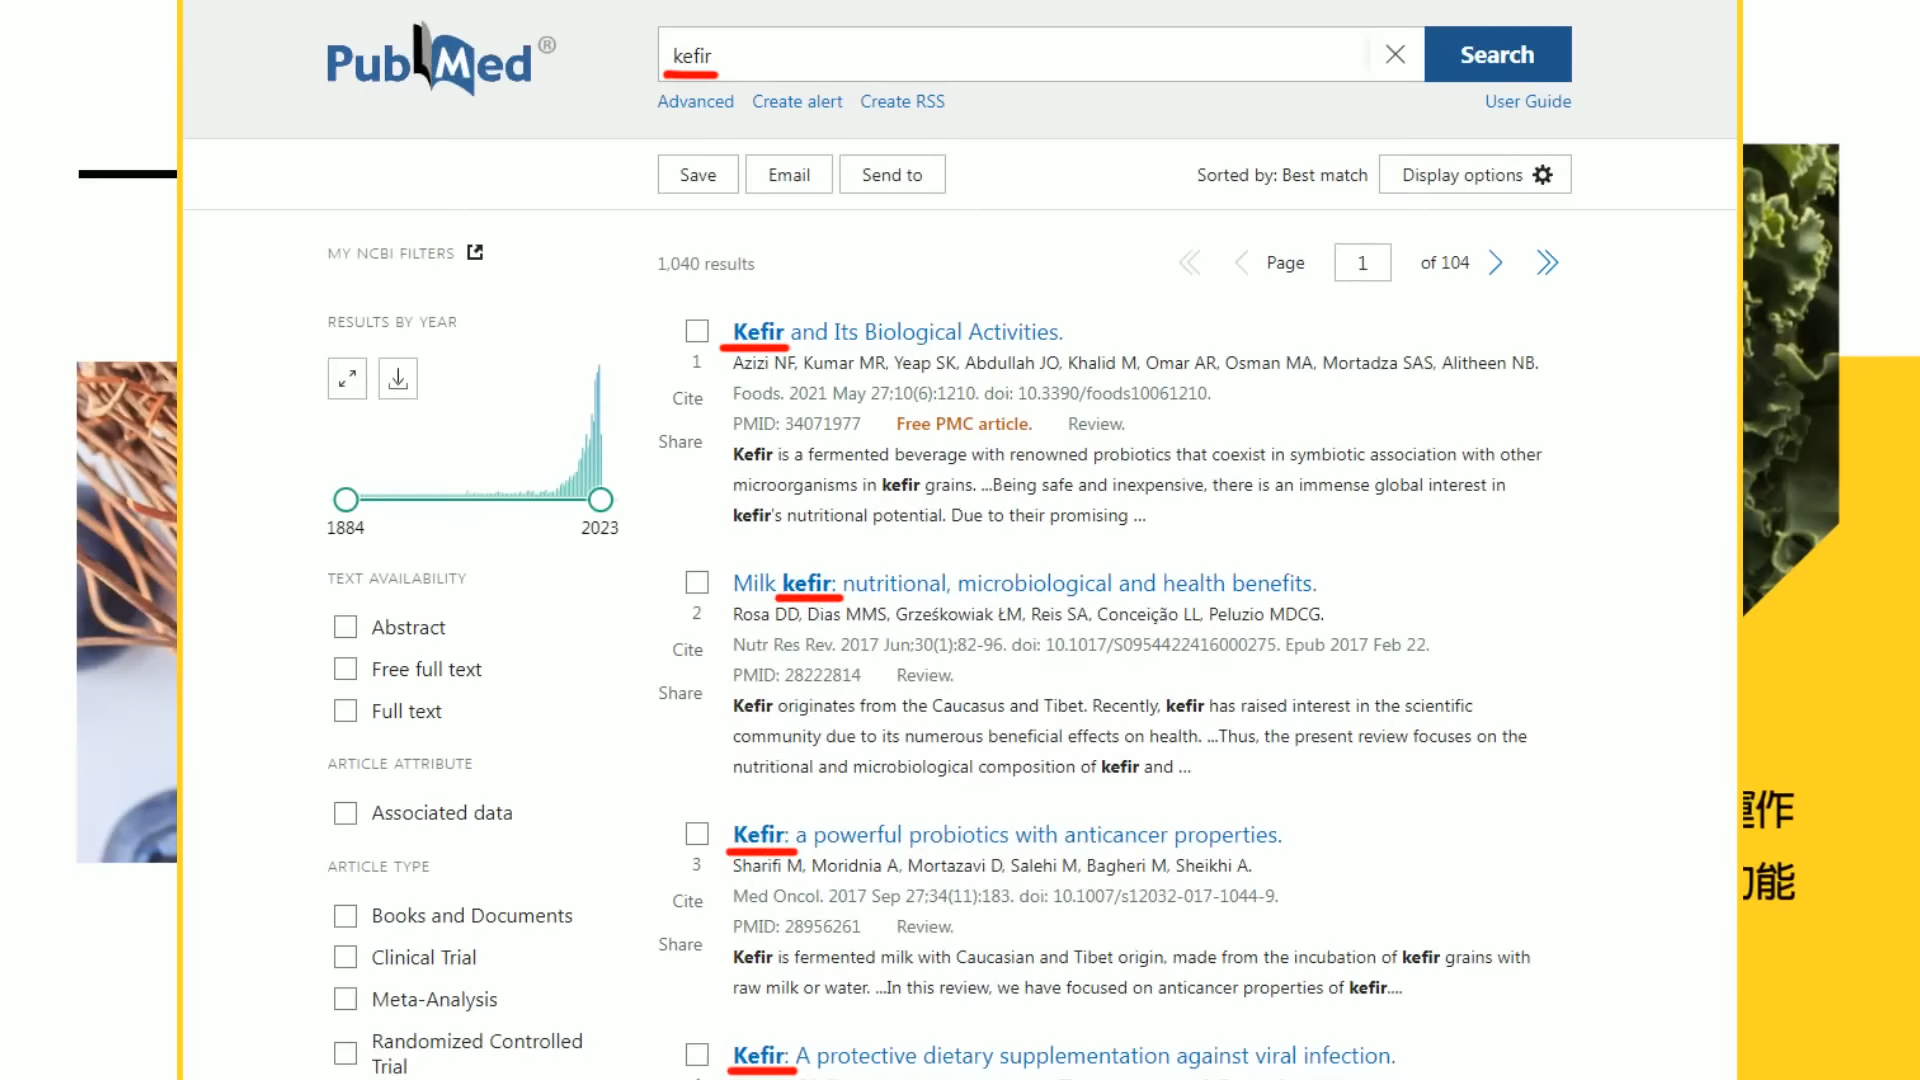 PubMed®
kefir
Search
Advanced Create alert Create RSS
User Guide
Save Email Send to
Sorted by: Best match Display options
MY NCBI FILTERS
1,040 results
Page 1 of 104
RESULTS BY YEAR
1884 2023
TEXT AVAILABILITY
Abstract
Free full text
Full text
ARTICLE ATTRIBUTE
Associated data
ARTICLE TYPE
Books and Documents
Clinical Trial
Meta-Analysis
Randomized Controlled
Trial
Kefir and Its Biological Activities.
1
Azizi NF, Kumar MR, Yeap SK, Abdullah JO, Khalid M, Omar AR, Osman MA, Mortadza SAS, Alitheen NB.
Cite
Foods. 2021 May 27;10(6):1210. doi: 10.3390/foods10061210.
PMID: 34071977 Free PMC article. Review.
Share
Kefir is a fermented beverage with renowned probiotics that coexist in symbiotic association with other
microorganisms in kefir grains. ...Being safe and inexpensive, there is an immense global interest in
kefir's nutritional potential. Due to their promising ...
Milk kefir: nutritional, microbiological and health benefits.
2
Rosa DD, Dias MMS, Grześkowiak ŁM, Reis SA, Conceição LL, Peluzio MDCG.
Cite
Nutr Res Rev. 2017 Jun;30(1):82-96. doi: 10.1017/S0954422416000275. Epub 2017 Feb 22.
PMID: 28222814 Review.
Share
Kefir originates from the Caucasus and Tibet. Recently, kefir has raised interest in the scientific
community due to its numerous beneficial effects on health. ...Thus, the present review focuses on the
nutritional and microbiological composition of kefir and ...
Kefir: a powerful probiotics with anticancer properties.
3
Sharifi M, Moridnia A, Mortazavi D, Salehi M, Bagheri M, Sheikhi A.
Cite
Med Oncol. 2017 Sep 27;34(11):183. doi: 10.1007/s12032-017-1044-9.
PMID: 28956261 Review.
Share
Kefir is fermented milk with Caucasian and Tibet origin, made from the incubation of kefir grains with
raw milk or water. ...In this review, we have focused on anticancer properties of kefir....
Kefir: A protective dietary supplementation against viral infection.
作
能